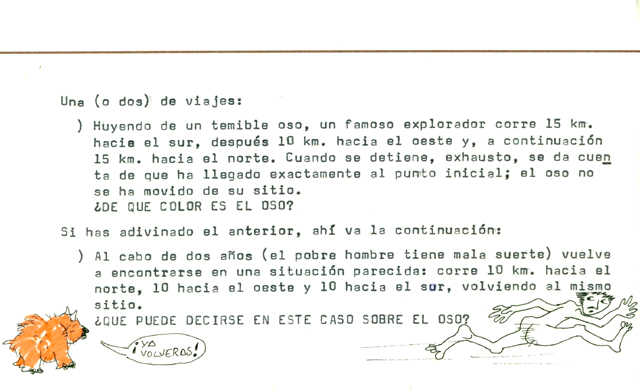 Una (o dos) de viajes:
) Huyendo de un temible oso, un famoso explorador corre 15 km.
hacia el sur, después 10 km. hacia el oeste y, a continuación
15 km. hacia el norte. Cuando se detiene, exhausto, se da cuen
ta de que ha llegado exactamente al punto inicial; el oso no
se ha movido de su sitio.
¿DE QUE COLOR ES EL OSO?
Si has adivinado el anterior, ahí va la continuación:
) Al cabo de dos años (el pobre hombre tiene mala suerte) vuelve
a encontrarse en una situación parecida: corre 10 km. hacia el
norte, 10 hacia el oeste y 10 hacia el sur, volviendo al mismo
sitio.
¿QUE PUEDE DECIRSE EN ESTE CASO SOBRE EL OSO?
¡YA
VOLVERAS!